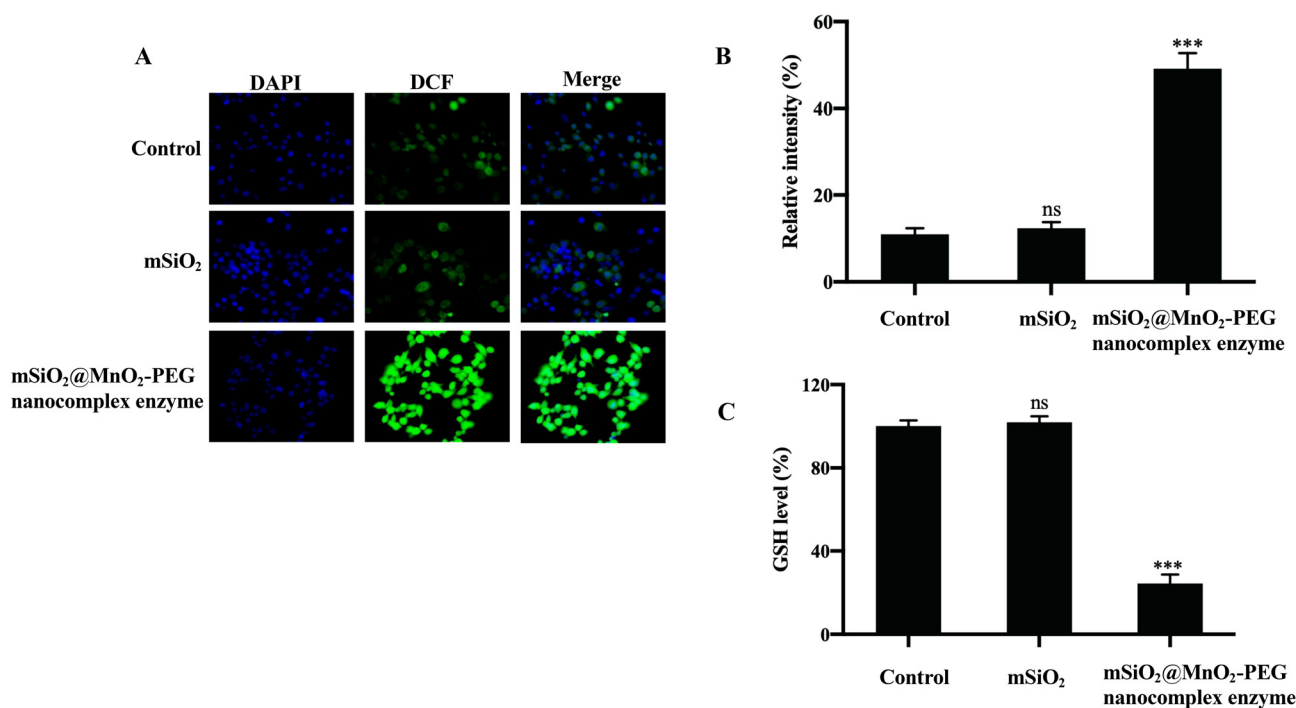 A
DAPI DCF Merge
Control
mSiO₂
mSiO₂@MnO₂-PEG
nanocomplex enzyme
B
Relative intensity (%)
60
40
20
0
ns
***
Control mSiO₂ mSiO₂@MnO₂-PEG
nanocomplex enzyme
C
GSH level (%)
120
80
40
0
ns
***
Control mSiO₂ mSiO₂@MnO₂-PEG
nanocomplex enzyme